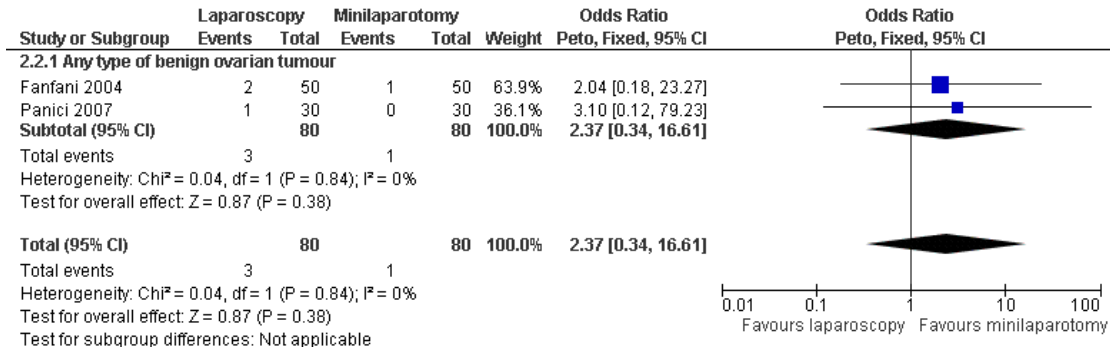 Laparoscopy Minilaparotomy Odds Ratio Odds Ratio
Study or Subgroup Events Total Events Total Weight Peto, Fixed, 95% CI Peto, Fixed, 95% CI
2.2.1 Any type of benign ovarian tumour
Fanfani 2004 2 50 1 50 63.9% 2.04 [0.18, 23.27]
Panici 2007 1 30 0 30 36.1% 3.10 [0.12, 79.23]
Subtotal (95% CI) 80 80 100.0% 2.37 [0.34, 16.61]
Total events 3 1
Heterogeneity: Chi² = 0.04, df = 1 (P = 0.84); I² = 0%
Test for overall effect: Z = 0.87 (P = 0.38)
Total (95% CI) 80 80 100.0% 2.37 [0.34, 16.61]
Total events 3 1
Heterogeneity: Chi² = 0.04, df = 1 (P = 0.84); I² = 0%
Test for overall effect: Z = 0.87 (P = 0.38)
Test for subgroup differences: Not applicable
0.01 0.1 1 10 100
Favours laparoscopy Favours minilaparotomy